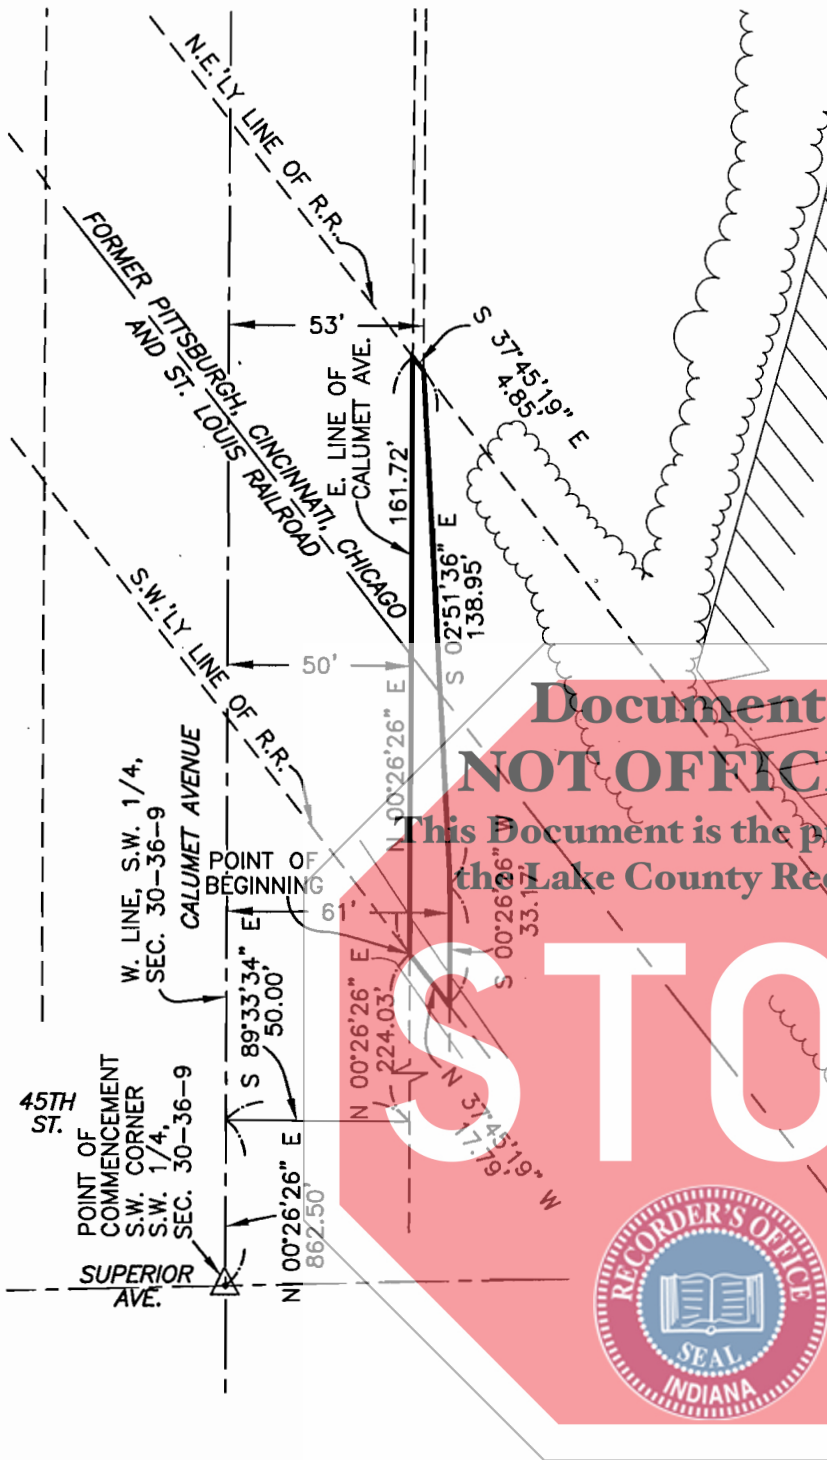 N.E.'LY LINE OF R.R.
FORMER PITTSBURGH, CINCINNATI, CHICAGO
AND ST. LOUIS RAILROAD
53'
S 37°45'19" E
4.85'
E. LINE OF
CALUMET AVE.
161.72'
S 02°51'36" E
138.95'
S.W.'LY LINE OF R.R.
50'
N 00°26'26" E
W. LINE, S.W. 1/4,
SEC. 30-36-9
CALUMET AVENUE
POINT OF
BEGINNING
61'
S 00°26'26" W
33.17'
S 89°33'34" E
50.00'
N 00°26'26" E
224.03'
N 37°45'19" W
17.79'
45TH
ST.
POINT OF
COMMENCEMENT
S.W. CORNER
S.W. 1/4,
SEC. 30-36-9
N 00°26'26" E
862.50'
SUPERIOR
AVE.
Document
NOT OFFIC
This Document is the p
the Lake County Rec
STO
RECORDER'S OFFICE
SEAL
INDIANA